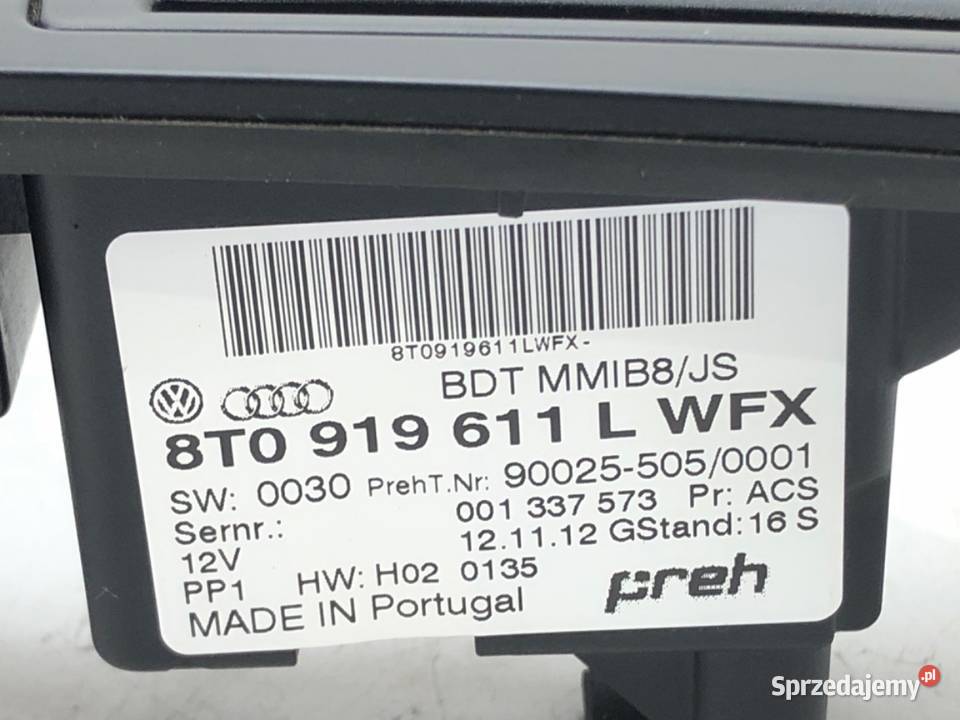 8T0919611LWFX-
BDT MMIB8/JS
8T0 919 611 L WFX
SW: 0030 PrehT.Nr: 90025-505/0001
Sernr.: 001 337 573 Pr: ACS
12V 12.11.12 GStand: 16 S
PP1 HW: H02 0135
MADE IN Portugal
preh
Sprzedajemy.pl